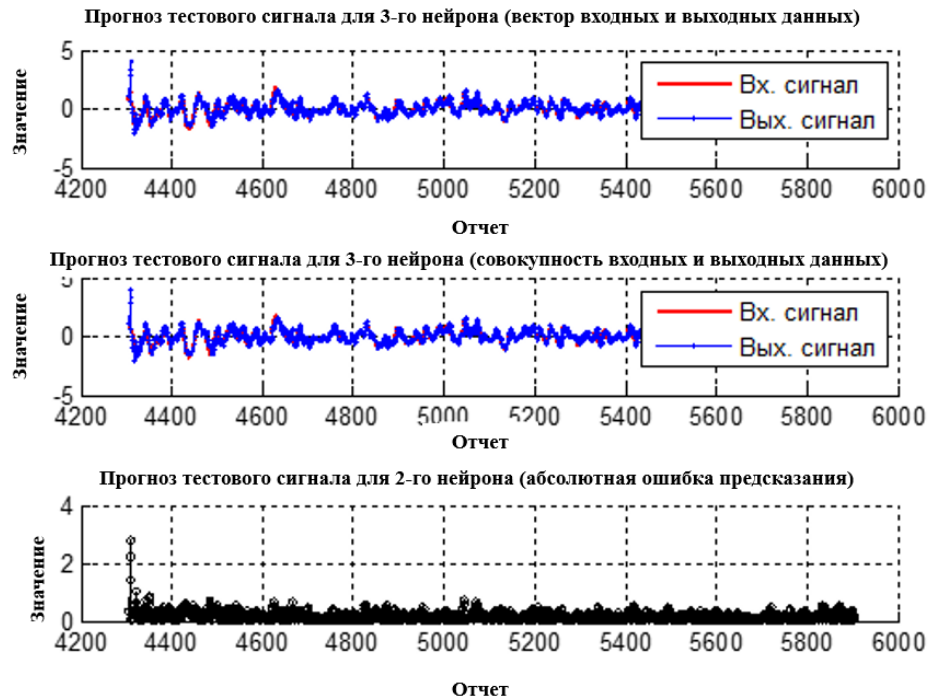 Прогноз тестового сигнала для 3-го нейрона (вектор входных и выходных данных)
Значение
5
0
-5
Вх. сигнал
Вых. сигнал
4200 4400 4600 4800 5000 5200 5400 5600 5800 6000
Отчет
Прогноз тестового сигнала для 3-го нейрона (совокупность входных и выходных данных)
Значение
5
0
-5
Вх. сигнал
Вых. сигнал
4200 4400 4600 4800 5000 5200 5400 5600 5800 6000
Отчет
Прогноз тестового сигнала для 2-го нейрона (абсолютная ошибка предсказания)
Значение
4
2
0
4200 4400 4600 4800 5000 5200 5400 5600 5800 6000
Отчет